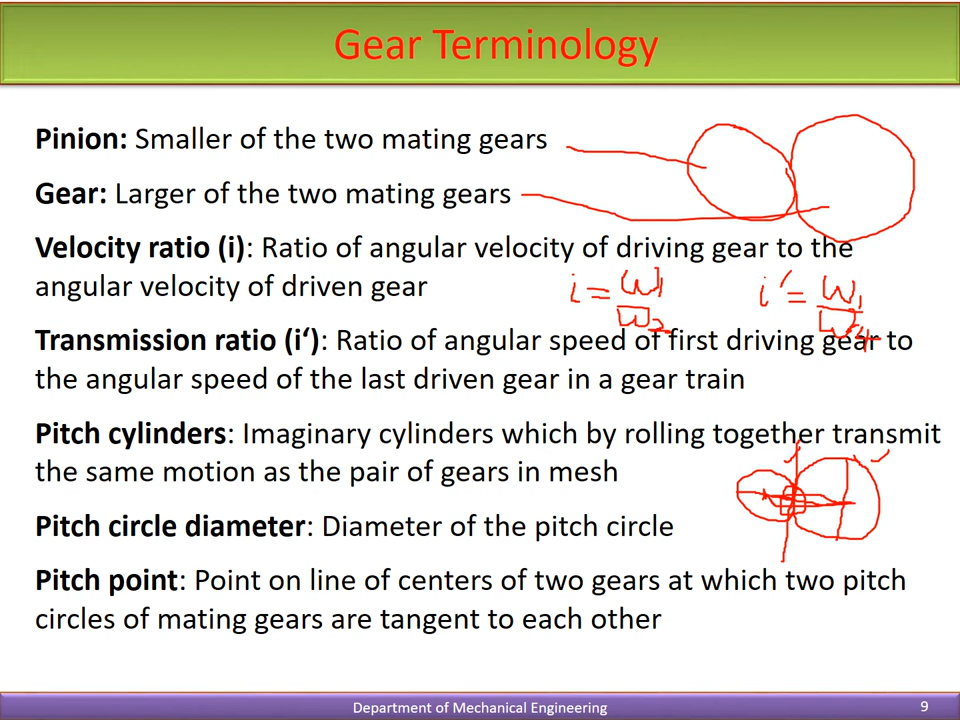 Gear Terminology
Pinion: Smaller of the two mating gears
Gear: Larger of the two mating gears
Velocity ratio (i): Ratio of angular velocity of driving gear to the
angular velocity of driven gear
i = W1/W2
i' = W1/W4
Transmission ratio (i‘): Ratio of angular speed of first driving gear to
the angular speed of the last driven gear in a gear train
Pitch cylinders: Imaginary cylinders which by rolling together transmit
the same motion as the pair of gears in mesh
Pitch circle diameter: Diameter of the pitch circle
Pitch point: Point on line of centers of two gears at which two pitch
circles of mating gears are tangent to each other
Department of Mechanical Engineering
9